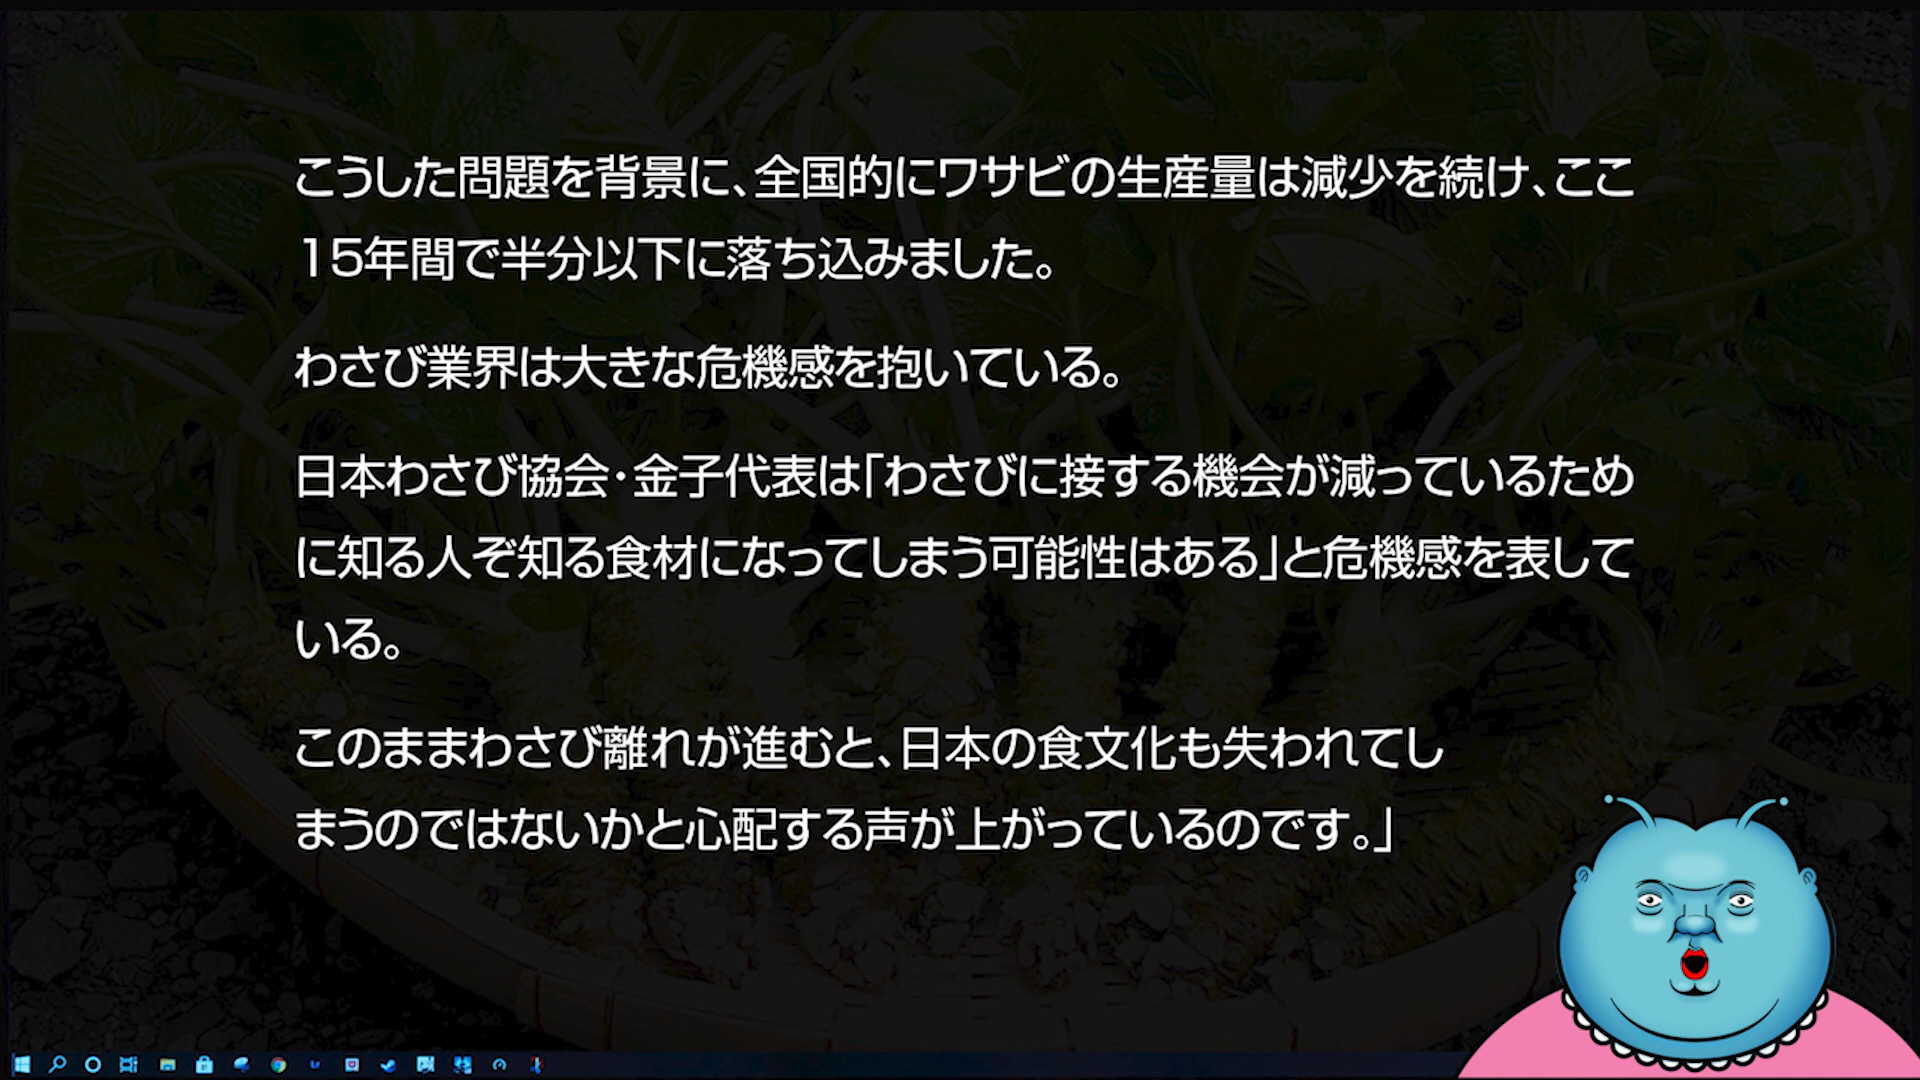 こうした問題を背景に、全国的にワサビの生産量は減少を続け、ここ
15年間で半分以下に落ち込みました。
わさび業界は大きな危機感を抱いている。
日本わさび協会・金子代表は「わさびに接する機会が減っているため
に知る人ぞ知る食材になってしまう可能性はある」と危機感を表して
いる。
このままわさび離れが進むと、日本の食文化も失われてし
まうのではないかと心配する声が上がっているのです。」